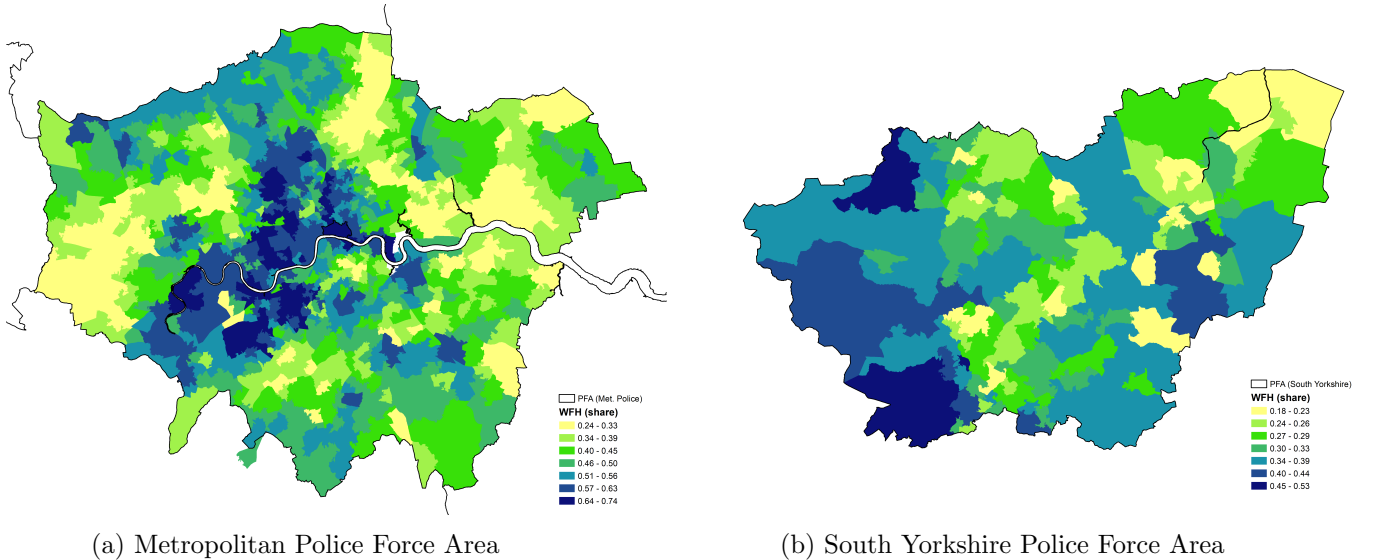 PFA (Met. Police)
WFH (share)
0.24 - 0.33
0.34 - 0.39
0.40 - 0.45
0.46 - 0.50
0.51 - 0.56
0.57 - 0.63
0.64 - 0.74
PFA (South Yorkshire)
WFH (share)
0.18 - 0.23
0.24 - 0.26
0.27 - 0.29
0.30 - 0.33
0.34 - 0.39
0.40 - 0.44
0.45 - 0.53
(a) Metropolitan Police Force Area
(b) South Yorkshire Police Force Area